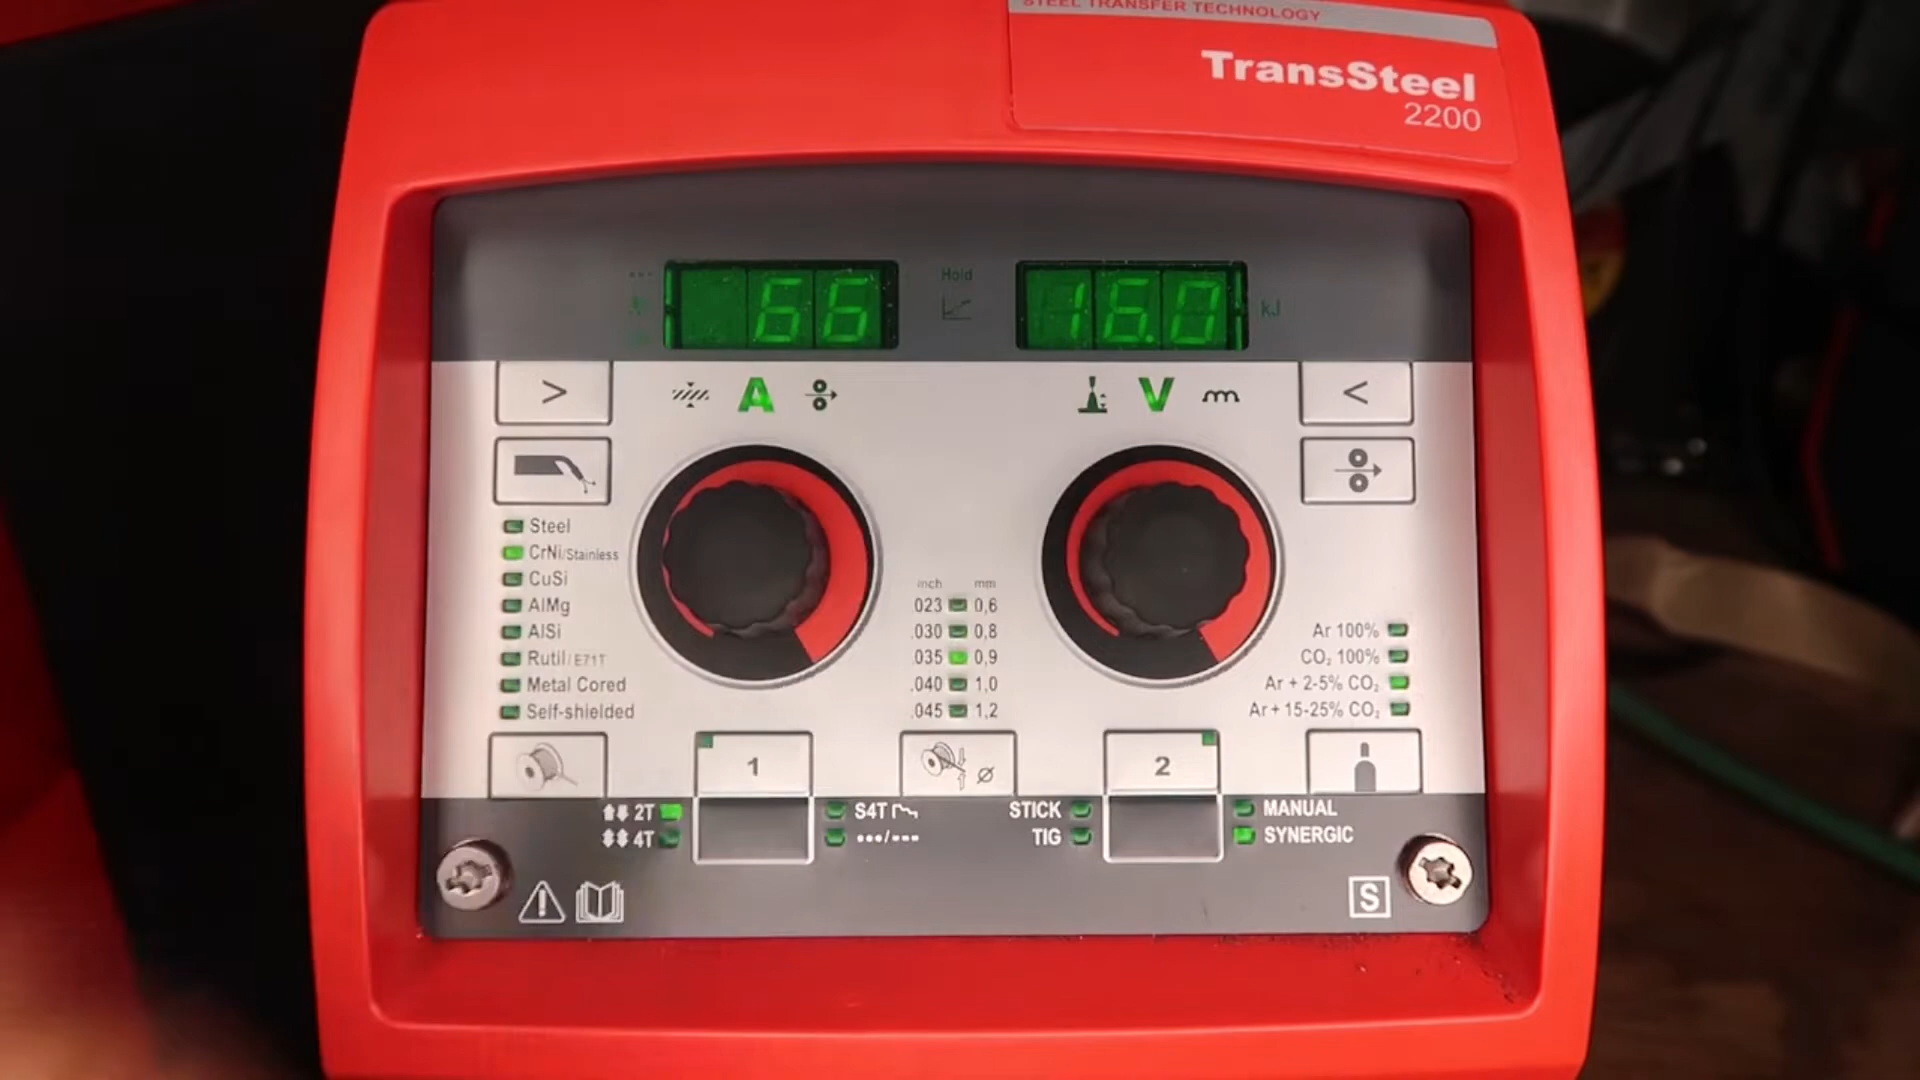 STEEL TRANSFER TECHNOLOGY
TransSteel
2200
66
Hold
16.0
kJ
>
A
V
<
Steel
CrNi/Stainless
CuSi
AlMg
AlSi
Rutil/E71T
Metal Cored
Self-shielded
inch mm
023 0,6
.030 0,8
.035 0,9
.040 1,0
.045 1,2
Ar 100%
CO₂ 100%
Ar + 2-5% CO₂
Ar + 15-25% CO₂
1
Ø
2
2T
4T
S4T
STICK
TIG
MANUAL
SYNERGIC
S